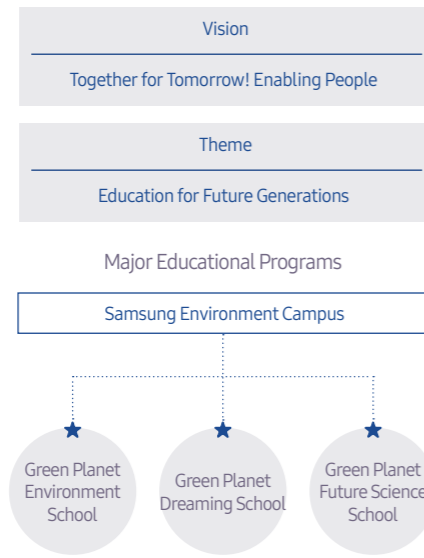 Vision
Together for Tomorrow! Enabling People
Theme
Education for Future Generations
Major Educational Programs
Samsung Environment Campus
Green Planet
Environment
School
Green Planet
Dreaming School
Green Planet
Future Science
School